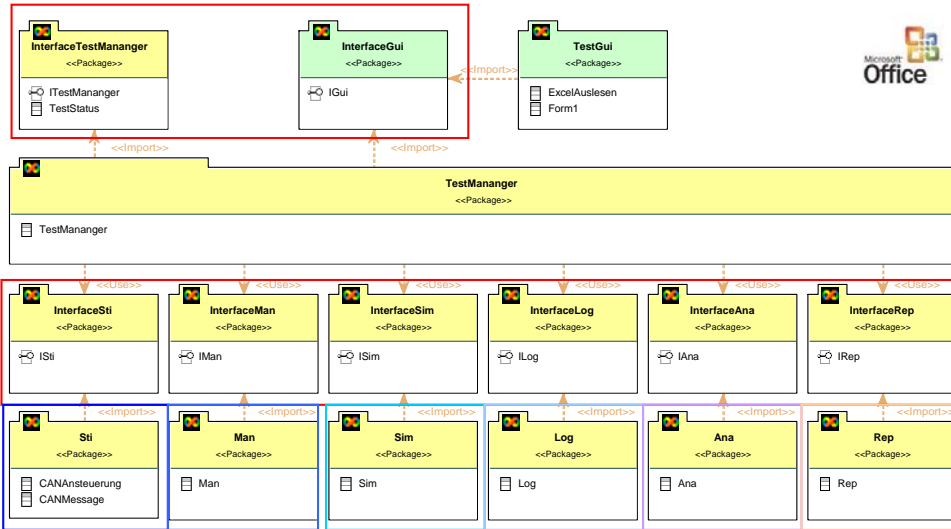 InterfaceTestMananger
<<Package>>
ITestMananger
TestStatus
InterfaceGui
<<Package>>
IGui
<<Import>>
TestGui
<<Package>>
ExcelAuslesen
Form1
Microsoft
Office
<<Import>>
<<Import>>
TestMananger
<<Package>>
TestMananger
<<Use>>
<<Use>>
<<Use>>
<<Use>>
<<Use>>
<<Use>>
InterfaceSti
<<Package>>
ISti
InterfaceMan
<<Package>>
IMan
InterfaceSim
<<Package>>
ISim
InterfaceLog
<<Package>>
ILog
InterfaceAna
<<Package>>
IAna
InterfaceRep
<<Package>>
IRep
<<Import>>
<<Import>>
<<Import>>
<<Import>>
<<Import>>
<<Import>>
Sti
<<Package>>
CANAnsteuerung
CANMessage
Man
<<Package>>
Man
Sim
<<Package>>
Sim
Log
<<Package>>
Log
Ana
<<Package>>
Ana
Rep
<<Package>>
Rep